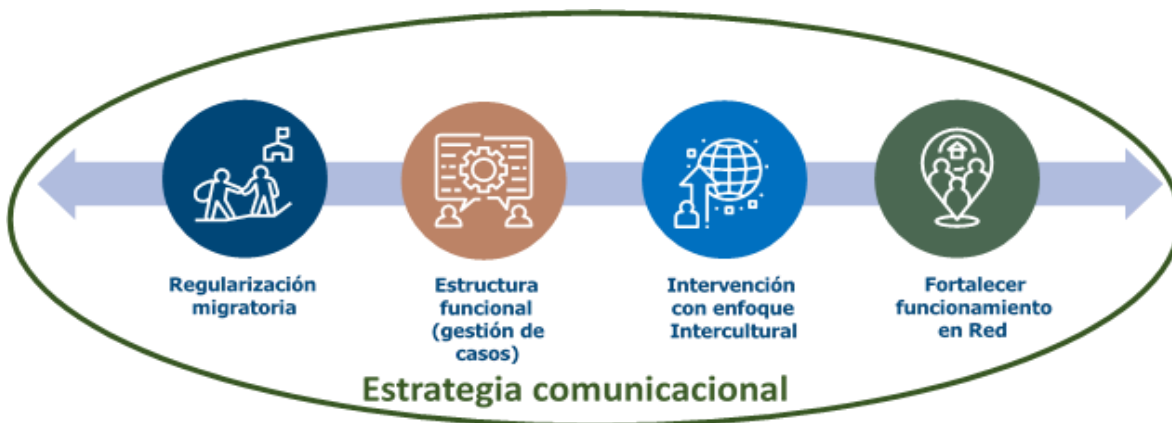 Regularización
migratoria
Estructura
funcional
(gestión de
casos)
Intervención
con enfoque
Intercultural
Fortalecer
funcionamiento
en Red
Estrategia comunicacional